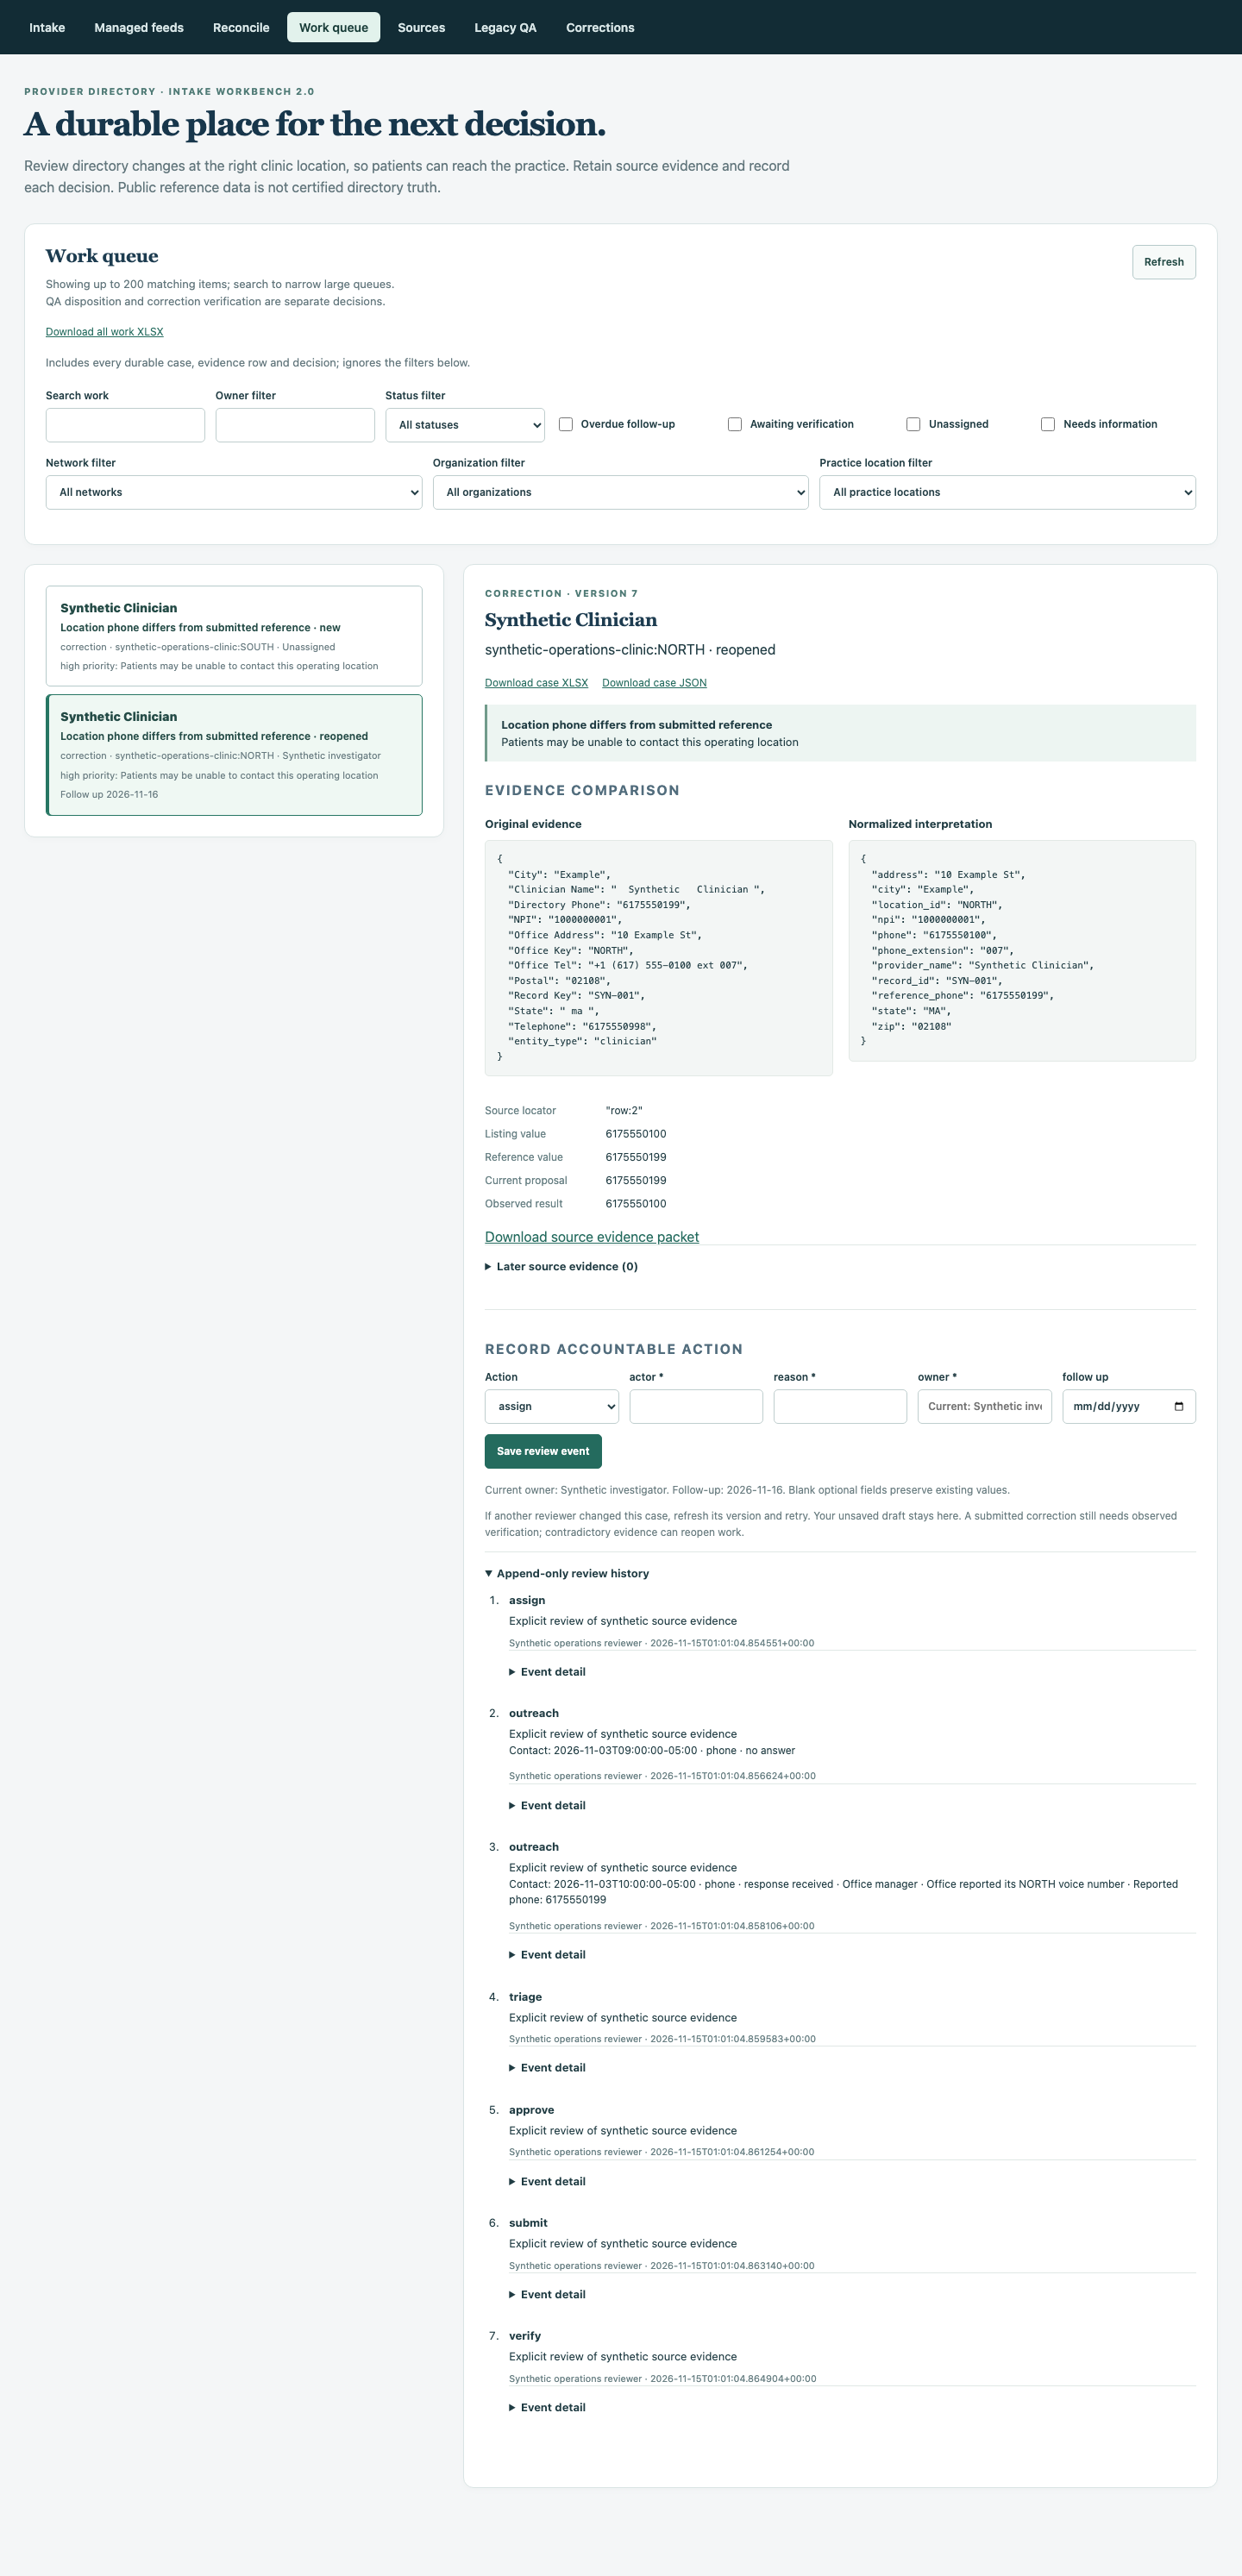 Intake Managed feeds Reconcile Work queue Sources Legacy QA Corrections
PROVIDER DIRECTORY · INTAKE WORKBENCH 2.0
A durable place for the next decision.
Review directory changes at the right clinic location, so patients can reach the practice. Retain source evidence and record
each decision. Public reference data is not certified directory truth.
Work queue
Refresh
Showing up to 200 matching items; search to narrow large queues.
QA disposition and correction verification are separate decisions.
Download all work XLSX
Includes every durable case, evidence row and decision; ignores the filters below.
Search work Owner filter Status filter
All statuses Overdue follow-up Awaiting verification Unassigned Needs information
Network filter Organization filter Practice location filter
All networks All organizations All practice locations
Synthetic Clinician
Location phone differs from submitted reference · new
correction · synthetic-operations-clinic:SOUTH · Unassigned
high priority: Patients may be unable to contact this operating location
Synthetic Clinician
Location phone differs from submitted reference · reopened
correction · synthetic-operations-clinic:NORTH · Synthetic investigator
high priority: Patients may be unable to contact this operating location
Follow up 2026-11-16
CORRECTION · VERSION 7
Synthetic Clinician
synthetic-operations-clinic:NORTH · reopened
Download case XLSX Download case JSON
Location phone differs from submitted reference
Patients may be unable to contact this operating location
EVIDENCE COMPARISON
Original evidence
{
"City": "Example",
"Clinician Name": "  Synthetic   Clinician ",
"Directory Phone": "6175550199",
"NPI": "1000000001",
"Office Address": "10 Example St",
"Office Key": "NORTH",
"Office Tel": "+1 (617) 555-0100 ext 007",
"Postal": "02108",
"Record Key": "SYN-001",
"State": " ma ",
"Telephone": "6175550998",
"entity_type": "clinician"
}
Normalized interpretation
{
"address": "10 Example St",
"city": "Example",
"location_id": "NORTH",
"npi": "1000000001",
"phone": "6175550100",
"phone_extension": "007",
"provider_name": "Synthetic Clinician",
"record_id": "SYN-001",
"reference_phone": "6175550199",
"state": "MA",
"zip": "02108"
}
Source locator "row:2"
Listing value 6175550100
Reference value 6175550199
Current proposal 6175550199
Observed result 6175550100
Download source evidence packet
Later source evidence (0)
RECORD ACCOUNTABLE ACTION
Action actor * reason * owner * follow up
assign Current: Synthetic inve mm/dd/yyyy
Save review event
Current owner: Synthetic investigator. Follow-up: 2026-11-16. Blank optional fields preserve existing values.
If another reviewer changed this case, refresh its version and retry. Your unsaved draft stays here. A submitted correction still needs observed
verification; contradictory evidence can reopen work.
Append-only review history
1. assign
Explicit review of synthetic source evidence
Synthetic operations reviewer · 2026-11-15T01:01:04.854551+00:00
Event detail
2. outreach
Explicit review of synthetic source evidence
Contact: 2026-11-03T09:00:00-05:00 · phone · no answer
Synthetic operations reviewer · 2026-11-15T01:01:04.856624+00:00
Event detail
3. outreach
Explicit review of synthetic source evidence
Contact: 2026-11-03T10:00:00-05:00 · phone · response received · Office manager · Office reported its NORTH voice number · Reported
phone: 6175550199
Synthetic operations reviewer · 2026-11-15T01:01:04.858106+00:00
Event detail
4. triage
Explicit review of synthetic source evidence
Synthetic operations reviewer · 2026-11-15T01:01:04.859583+00:00
Event detail
5. approve
Explicit review of synthetic source evidence
Synthetic operations reviewer · 2026-11-15T01:01:04.861254+00:00
Event detail
6. submit
Explicit review of synthetic source evidence
Synthetic operations reviewer · 2026-11-15T01:01:04.863140+00:00
Event detail
7. verify
Explicit review of synthetic source evidence
Synthetic operations reviewer · 2026-11-15T01:01:04.864904+00:00
Event detail